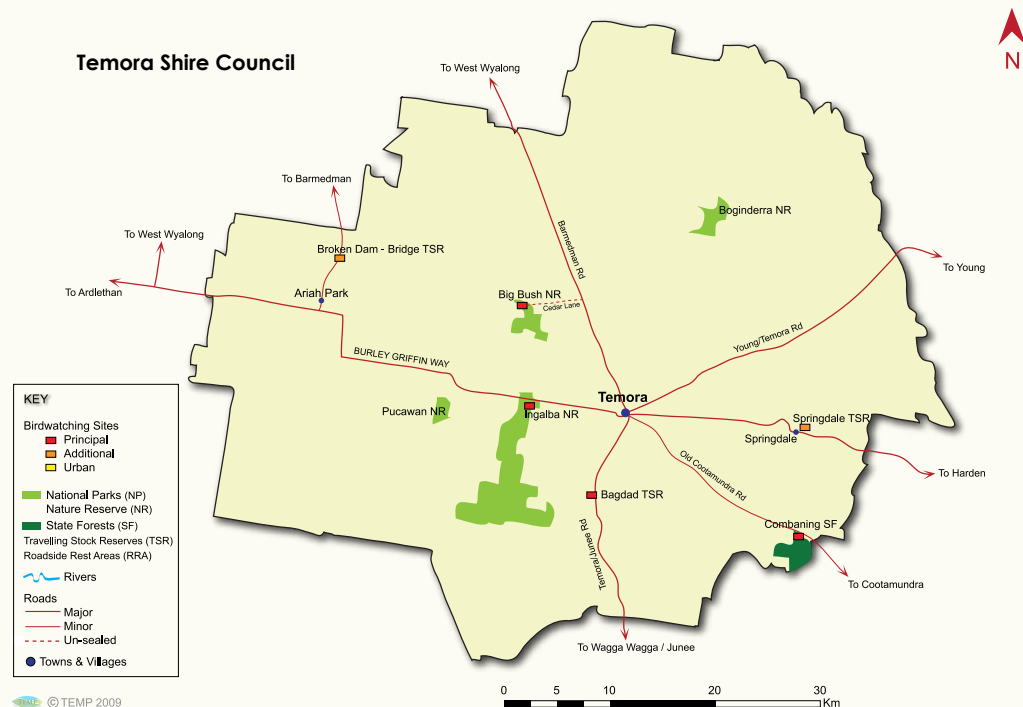 Temora Shire Council
N
To West Wyalong
To Barmedman
To West Wyalong
To Ardlethan
Broken Dam - Bridge TSR
Ariah Park
Boginderra NR
Barmedman Rd
To Young
Big Bush NR
Cedar Lane
Young/Temora Rd
BURLEY GRIFFIN WAY
Temora
Pucawan NR
Ingalba NR
Springdale TSR
Springdale
To Harden
Old Cootamundra Rd
Bagdad TSR
Combaning SF
Temora/Junee Rd
To Cootamundra
To Wagga Wagga / Junee
KEY
Birdwatching Sites
Principal
Additional
Urban
National Parks (NP)
Nature Reserve (NR)
State Forests (SF)
Travelling Stock Reserves (TSR)
Roadside Rest Areas (RRA)
Rivers
Roads
Major
Minor
Un-sealed
Towns & Villages
© TEMP 2009
0 5 10 20 30
Km